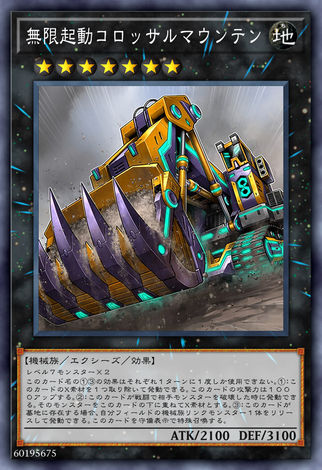 無限起動コロッサルマウンテン
地
【機械族／エクシーズ／効果】
レベル7モンスター×2
このカード名の①③の効果はそれぞれ１ターンに１度しか使用できない。①：こ
のカードのX素材を１つ取り除いて発動できる。このカードの攻撃力は１００
０アップする。②：このカードが戦闘で相手モンスターを破壊した時に発動でき
る。そのモンスターをこのカードの下に重ねてX素材とする。③：このカードが
墓地に存在する場合、自分フィールドの機械族リンクモンスター１体をリリー
スして発動できる。このカードを守備表示で特殊召喚する。
ATK/2100 DEF/3100
60195675